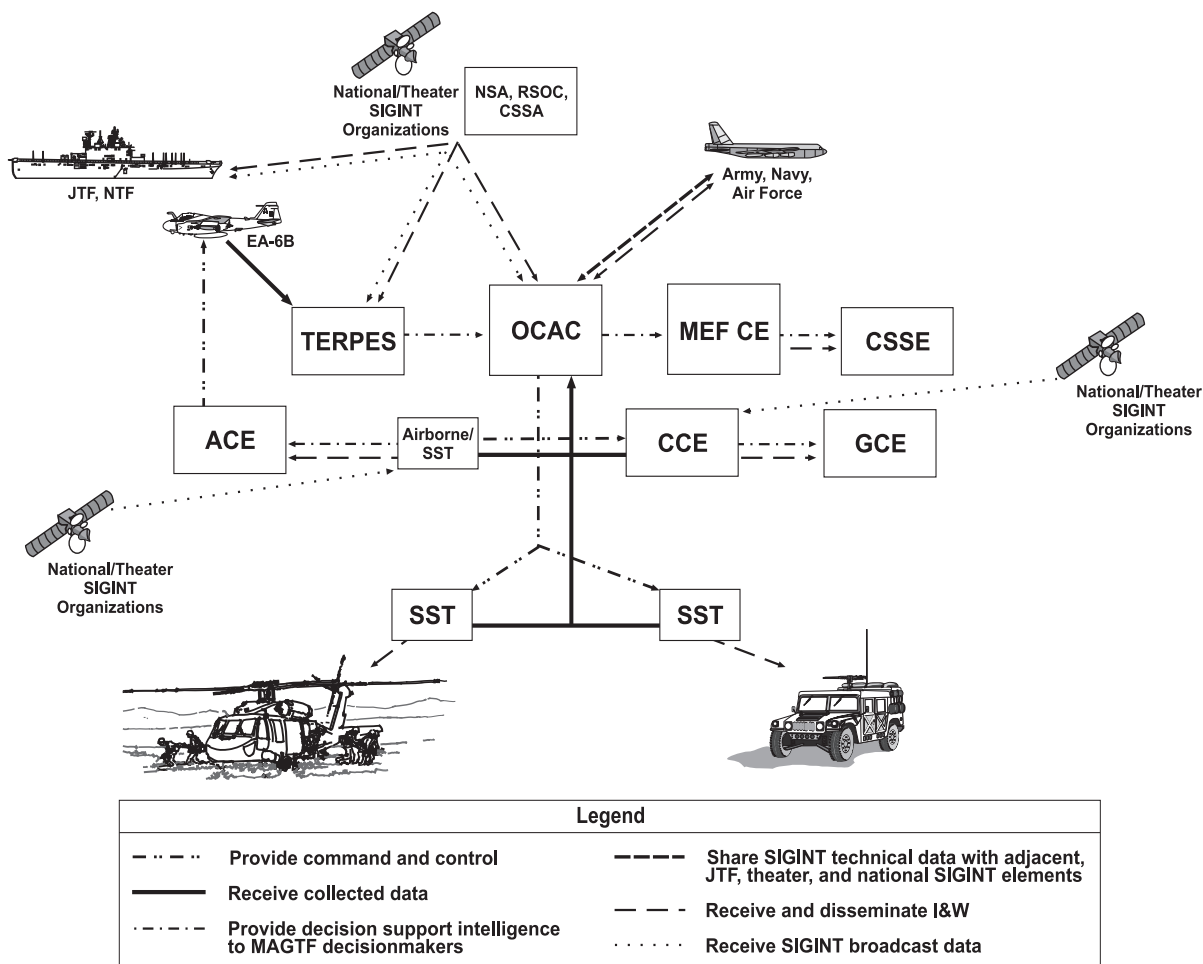 National/Theater
SIGINT
Organizations
NSA, RSOC,
CSSA
JTF, NTF
Army, Navy,
Air Force
EA-6B
TERPES
OCAC
MEF CE
CSSE
National/Theater
SIGINT
Organizations
ACE
Airborne/
SST
CCE
GCE
National/Theater
SIGINT
Organizations
SST
SST
Legend
Provide command and control
Receive collected data
Provide decision support intelligence
to MAGTF decisionmakers
Share SIGINT technical data with adjacent,
JTF, theater, and national SIGINT elements
Receive and disseminate I&W
Receive SIGINT broadcast data